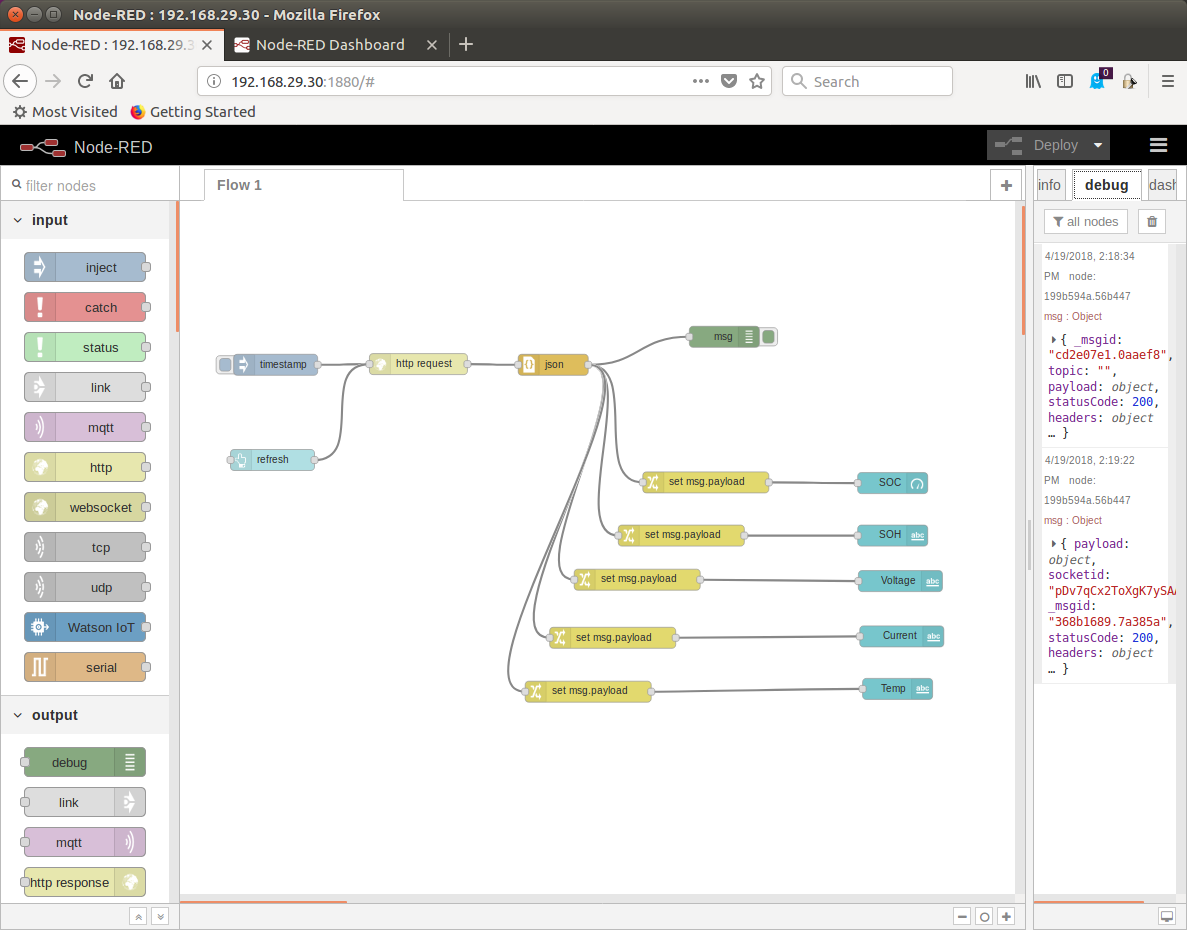 Node-RED : 192.168.29.30 - Mozilla Firefox
Node-RED : 192.168.29.3
Node-RED Dashboard
192.168.29.30:1880/#
Search
0
Most Visited
Getting Started
Node-RED
Deploy
filter nodes
Flow 1
info
debug
dash
input
all nodes
inject
catch
status
link
mqtt
http
websocket
tcp
udp
Watson IoT
serial
output
debug
link
mqtt
http response
timestamp
http request
json
msg
refresh
set msg.payload
SOC
set msg.payload
SOH
abc
set msg.payload
Voltage
abc
set msg.payload
Current
abc
set msg.payload
Temp
abc
4/19/2018, 2:18:34
PM node:
199b594a.56b447
msg : Object
{ _msgid:
"cd2e07e1.0aaef8",
topic: "",
payload: object,
statusCode: 200,
headers: object
… }
4/19/2018, 2:19:22
PM node:
199b594a.56b447
msg : Object
{ payload:
object,
socketid:
"pDv7qCx2ToXgK7ySAA
_msgid:
"368b1689.7a385a",
statusCode: 200,
headers: object
… }